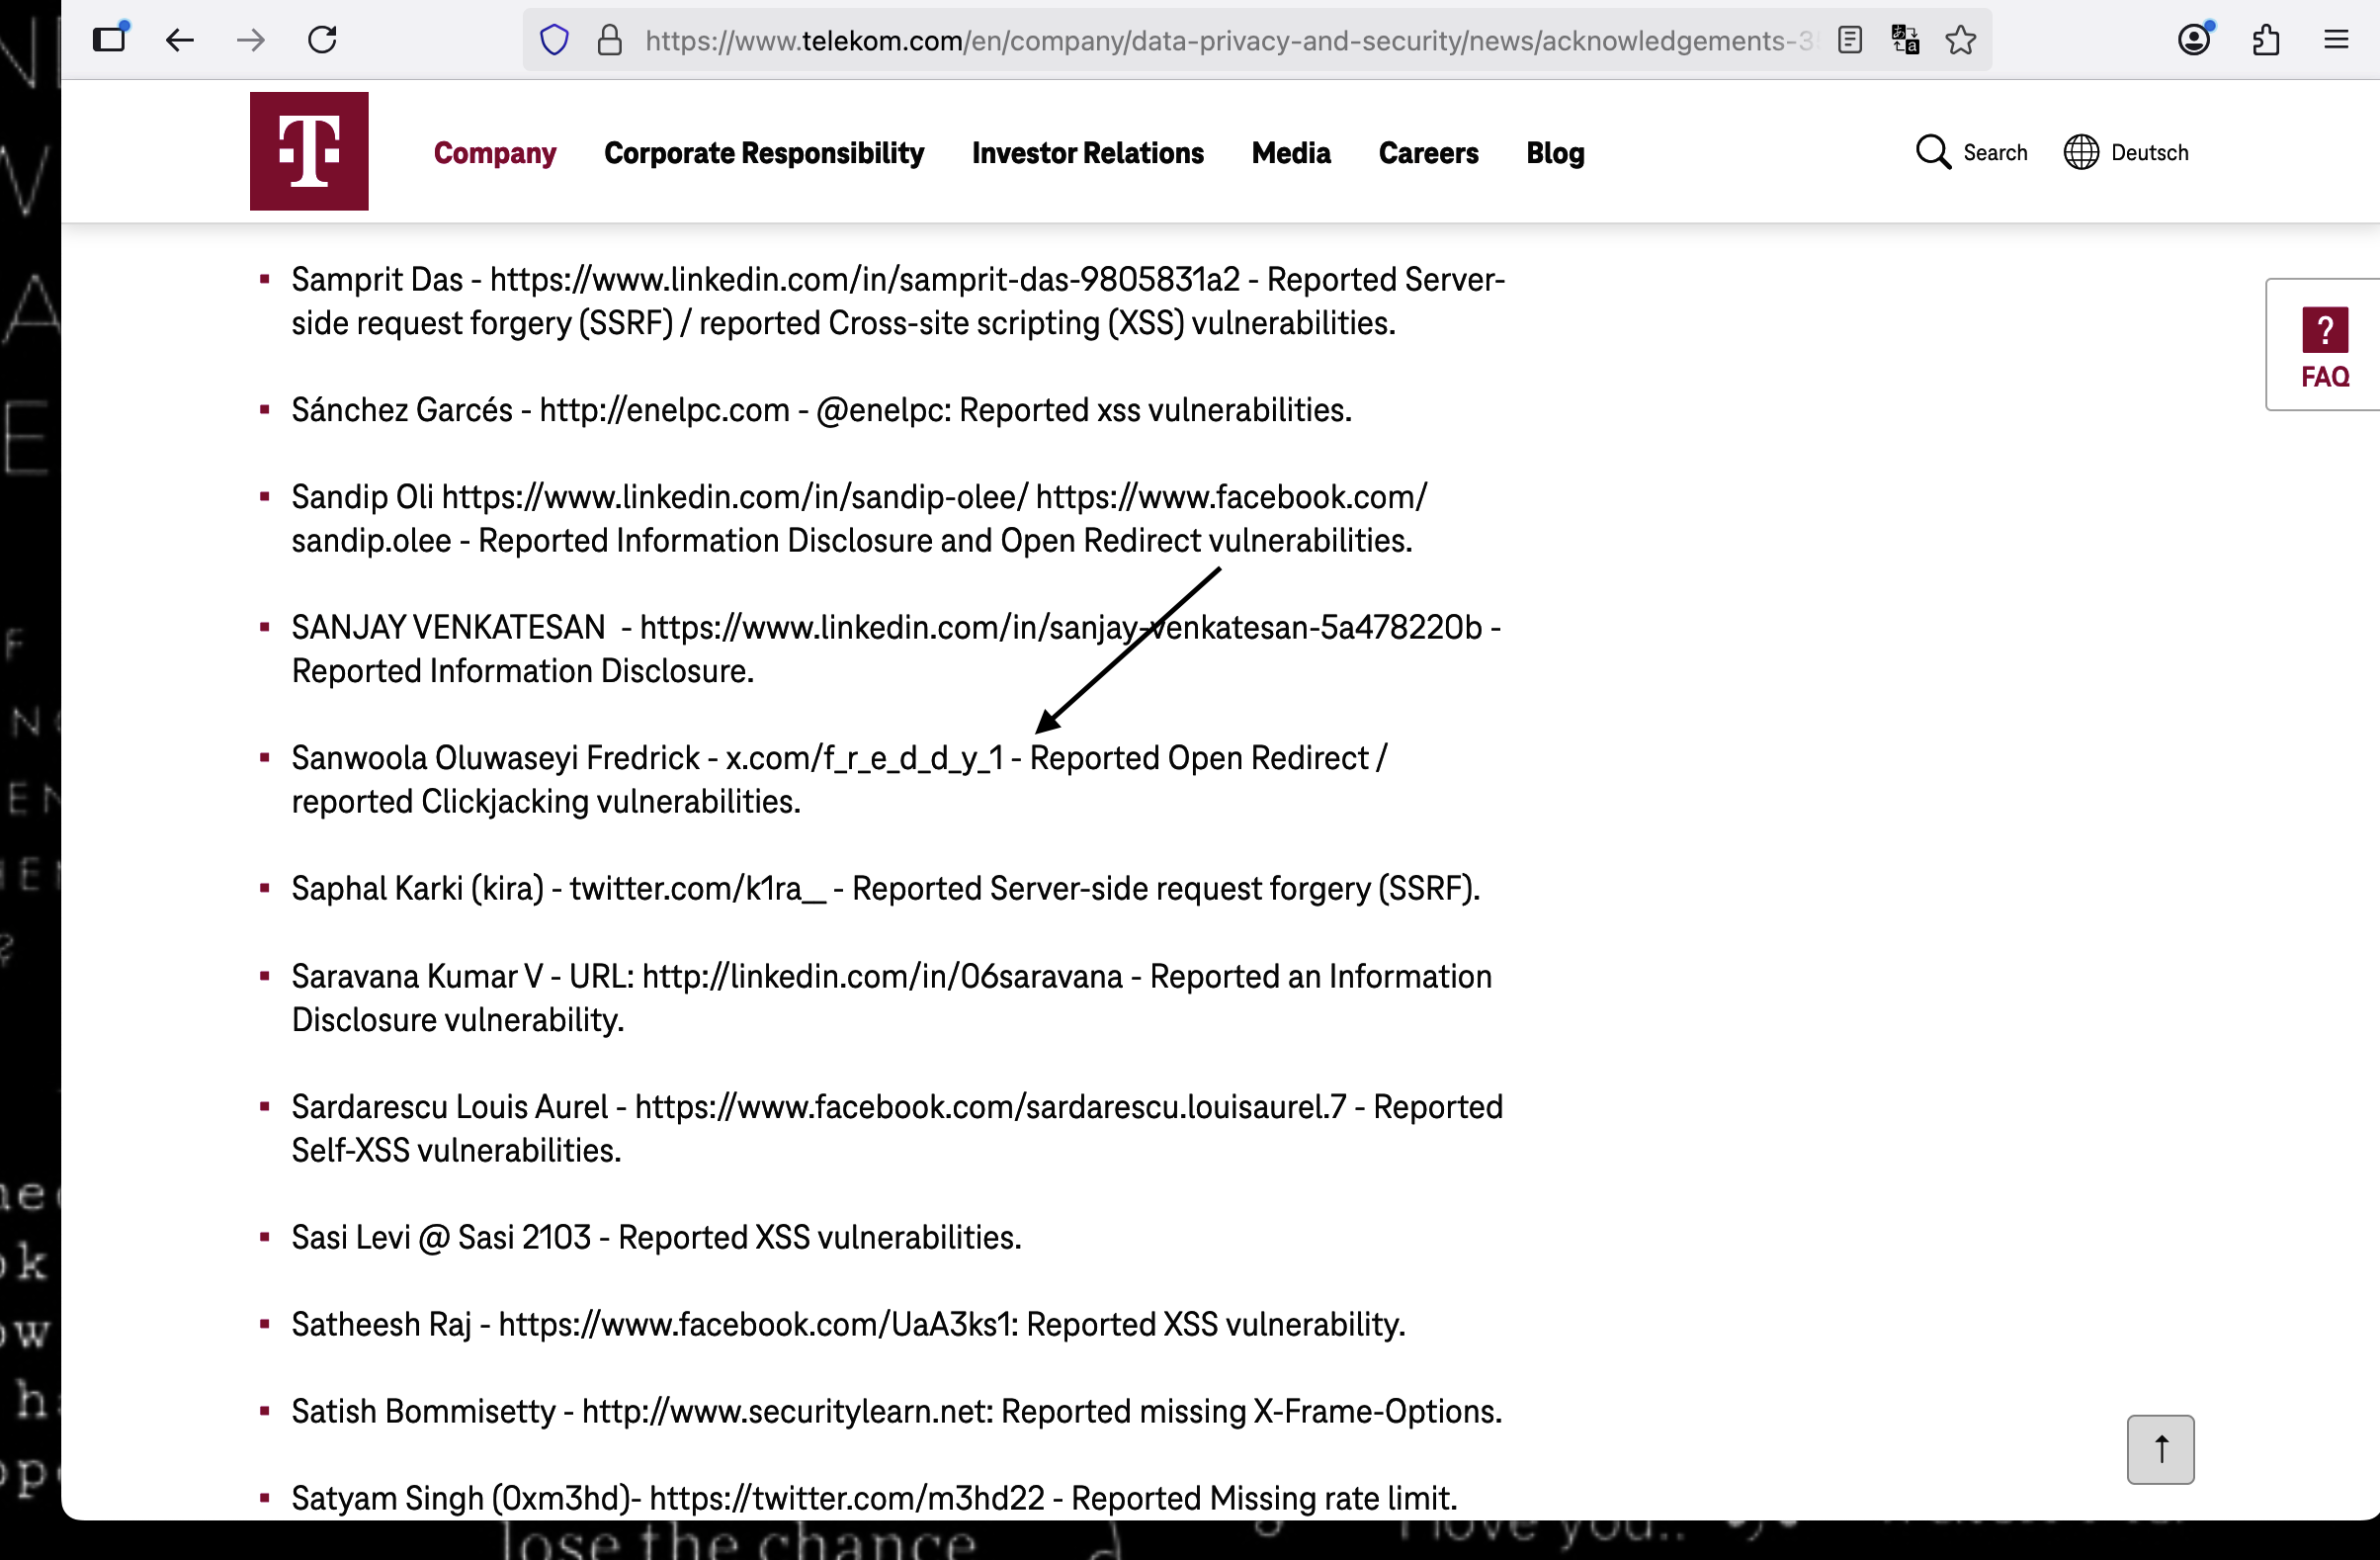 https://www.telekom.com/en/company/data-privacy-and-security/news/acknowledgements-3
T
Company Corporate Responsibility Investor Relations Media Careers Blog Search Deutsch
Samprit Das - https://www.linkedin.com/in/samprit-das-9805831a2 - Reported Server-
side request forgery (SSRF) / reported Cross-site scripting (XSS) vulnerabilities.
?
FAQ
Sánchez Garcés - http://enelpc.com - @enelpc: Reported xss vulnerabilities.
Sandip Oli https://www.linkedin.com/in/sandip-olee/ https://www.facebook.com/
sandip.olee - Reported Information Disclosure and Open Redirect vulnerabilities.
SANJAY VENKATESAN  - https://www.linkedin.com/in/sanjay-venkatesan-5a478220b -
Reported Information Disclosure.
Sanwoola Oluwaseyi Fredrick - x.com/f_r_e_d_d_y_1 - Reported Open Redirect /
reported Clickjacking vulnerabilities.
Saphal Karki (kira) - twitter.com/k1ra__ - Reported Server-side request forgery (SSRF).
Saravana Kumar V - URL: http://linkedin.com/in/06saravana - Reported an Information
Disclosure vulnerability.
Sardarescu Louis Aurel - https://www.facebook.com/sardarescu.louisaurel.7 - Reported
Self-XSS vulnerabilities.
Sasi Levi @ Sasi 2103 - Reported XSS vulnerabilities.
Satheesh Raj - https://www.facebook.com/UaA3ks1: Reported XSS vulnerability.
Satish Bommisetty - http://www.securitylearn.net: Reported missing X-Frame-Options.
Satyam Singh (0xm3hd)- https://twitter.com/m3hd22 - Reported Missing rate limit.
lose the chance
I love you..